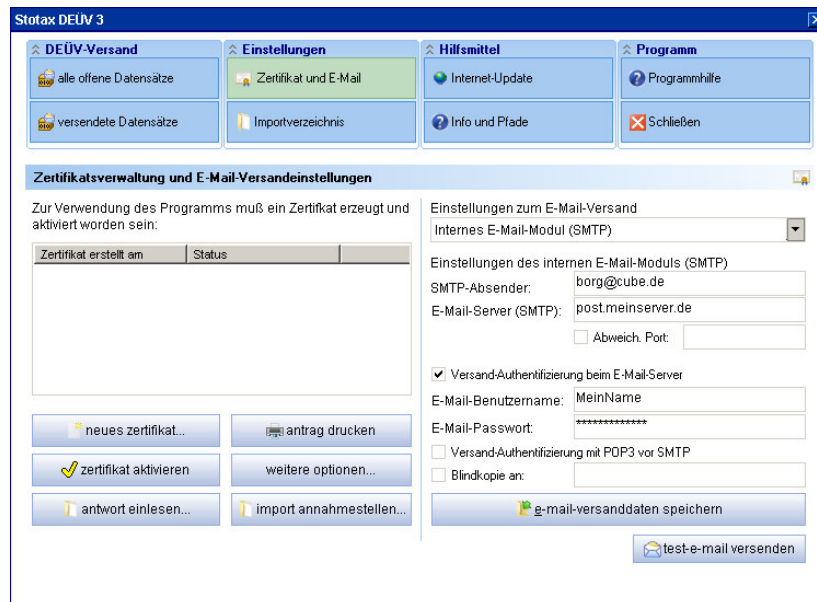 Stotax DEÜV 3
DEÜV-Versand
Einstellungen
Hilfsmittel
Programm
alle offene Datensätze
Zertifikat und E-Mail
Internet-Update
Programmhilfe
versendete Datensätze
Importverzeichnis
Info und Pfade
Schließen
Zertifikatsverwaltung und E-Mail-Versandeinstellungen
Zur Verwendung des Programms muß ein Zertifkat erzeugt und
aktiviert worden sein:
Zertifikat erstellt am
Status
neues zertifikat...
antrag drucken
zertifikat aktivieren
weitere optionen...
antwort einlesen...
import annahmestellen...
Einstellungen zum E-Mail-Versand
Internes E-Mail-Modul (SMTP)
Einstellungen des internen E-Mail-Moduls (SMTP)
SMTP-Absender: borg@cube.de
E-Mail-Server (SMTP): post.meinserver.de
Abweich. Port:
Versand-Authentifizierung beim E-Mail-Server
E-Mail-Benutzername: MeinName
E-Mail-Passwort: *************
Versand-Authentifizierung mit POP3 vor SMTP
Blindkopie an:
e-mail-versanddaten speichern
test-e-mail versenden